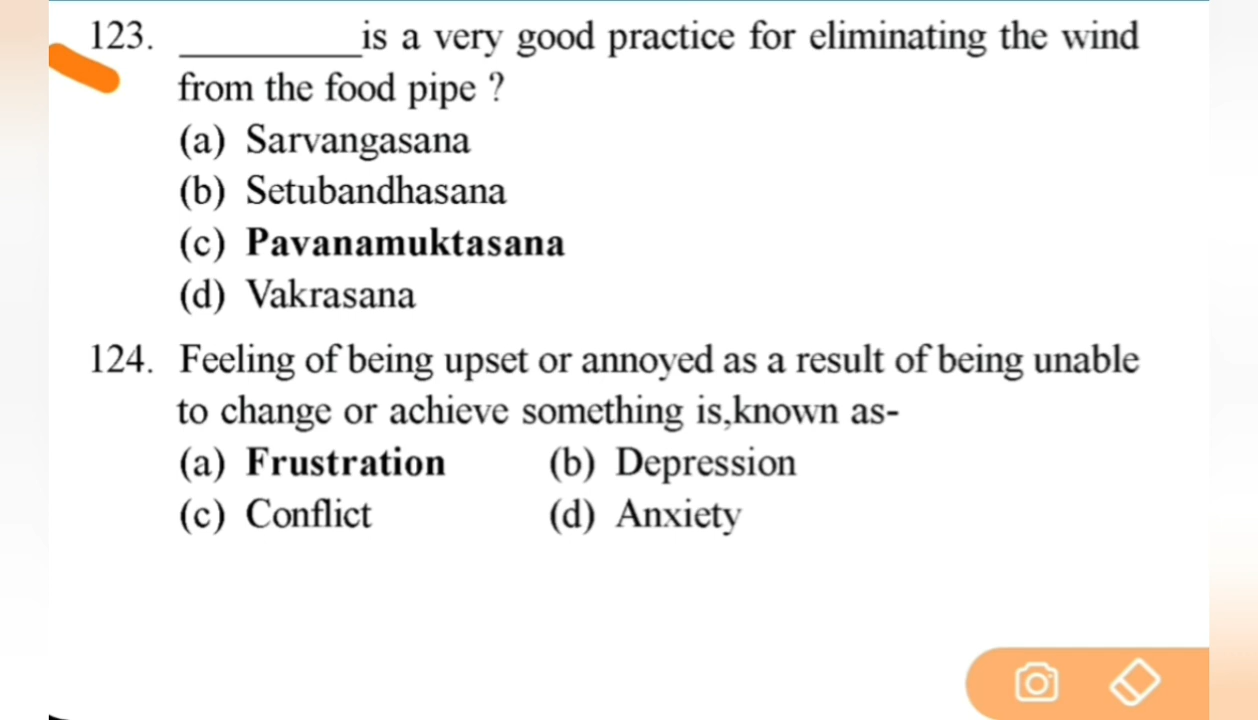 123. _________is a very good practice for eliminating the wind
from the food pipe ?
(a) Sarvangasana
(b) Setubandhasana
(c) Pavanamuktasana
(d) Vakrasana
124. Feeling of being upset or annoyed as a result of being unable
to change or achieve something is,known as-
(a) Frustration (b) Depression
(c) Conflict (d) Anxiety